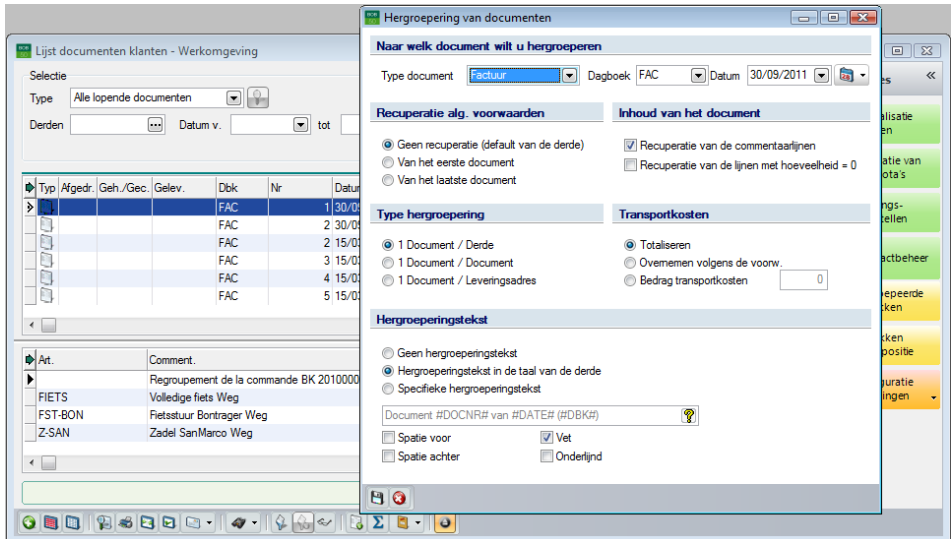 Lijst documenten klanten - Werkomgeving
Selectie
Type Alle lopende documenten
Derden Datum v. tot
Typ Afgedr. Geh./Gec. Gelev. Dbk Nr
FAC 1
FAC 2
FAC 2
FAC 3
FAC 4
FAC 5
Art. Comment.
Regroupement de la commande BK
FIETS Volledige fiets Weg
FST-BON Fietsstuur Bontrager Weg
Z-SAN Zadel SanMarco Weg
Hergroepering van documenten
Naar welk document wilt u hergroeperen
Type document Factuur Dagboek FAC Datum 30/09/2011
Recuperatie alg. voorwaarden
Geen recuperatie (default van de derde)
Van het eerste document
Van het laatste document
Inhoud van het document
Recuperatie van de commentaarlijnen
Recuperatie van de lijnen met hoeveelheid = 0
Type hergroepering
1 Document / Derde
1 Document / Document
1 Document / Leveringsadres
Transportkosten
Totaliseren
Overnemen volgens de voorw.
Bedrag transportkosten 0
Hergroeperingstekst
Geen hergroeperingstekst
Hergroeperingstekst in de taal van de derde
Specifieke hergroeperingstekst
Document #DOCNR# van #DATE# (#DBK#)
Spatie voor Vet
Spatie achter Onderlijnd